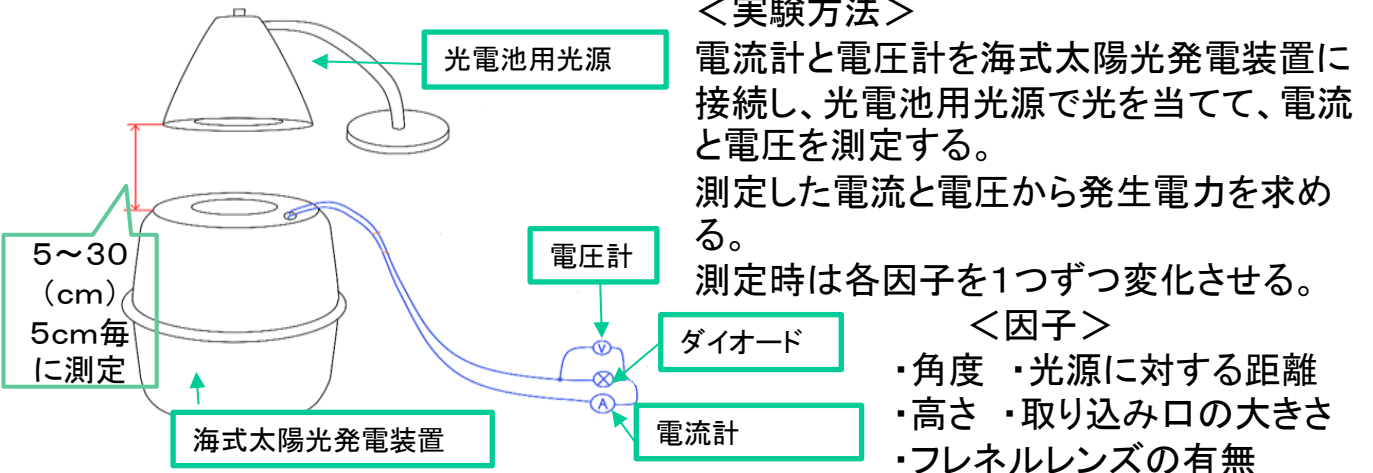 光電池用光源
5～30
（cm）
5cm毎
に測定
海式太陽光発電装置
電圧計
V
ダイオード
A
電流計
＜実験方法＞
電流計と電圧計を海式太陽光発電装置に
接続し、光電池用光源で光を当てて、電流
と電圧を測定する。
測定した電流と電圧から発生電力を求め
る。
測定時は各因子を1つずつ変化させる。
＜因子＞
・角度 ・光源に対する距離
・高さ ・取り込み口の大きさ
・フレネルレンズの有無